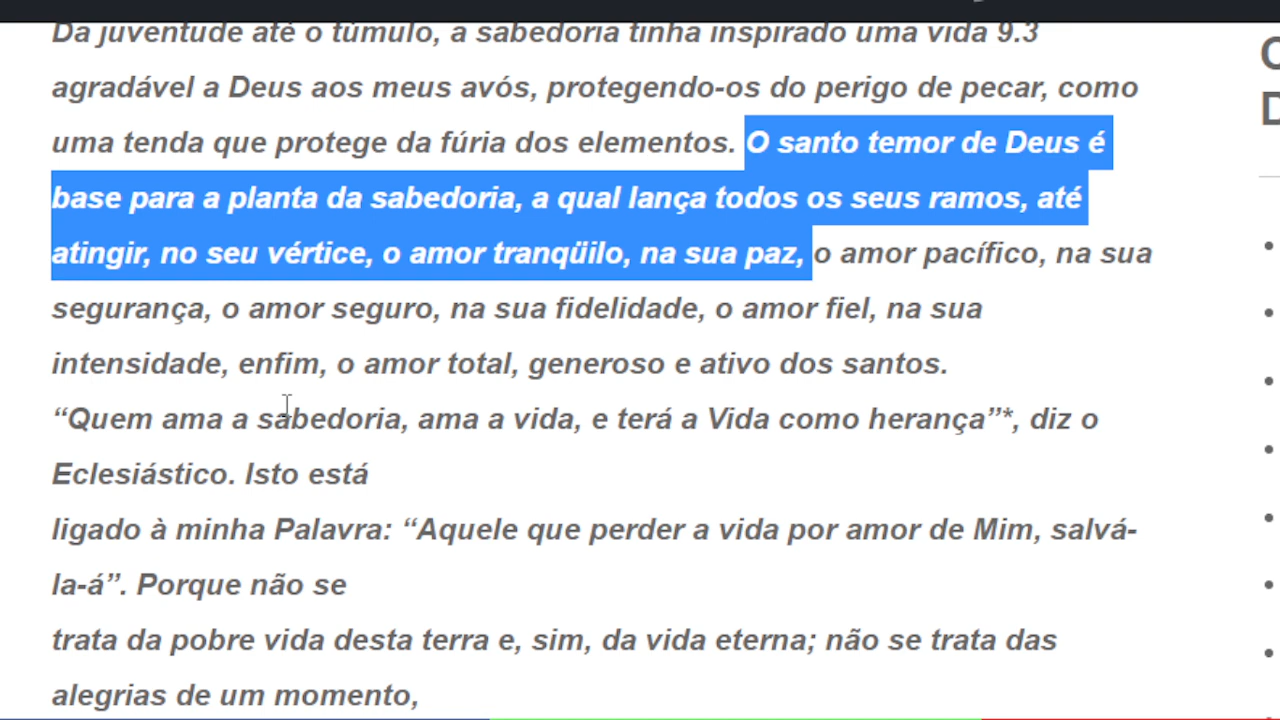 Da juventude até o túmulo, a sabedoria tinha inspirado uma vida 9.3
agradável a Deus aos meus avós, protegendo-os do perigo de pecar, como
uma tenda que protege da fúria dos elementos. O santo temor de Deus é
base para a planta da sabedoria, a qual lança todos os seus ramos, até
atingir, no seu vértice, o amor tranqüilo, na sua paz, o amor pacífico, na sua
segurança, o amor seguro, na sua fidelidade, o amor fiel, na sua
intensidade, enfim, o amor total, generoso e ativo dos santos.
“Quem ama a sabedoria, ama a vida, e terá a Vida como herança”*, diz o
Eclesiástico. Isto está
ligado à minha Palavra: “Aquele que perder a vida por amor de Mim, salvá-
la-á”. Porque não se
trata da pobre vida desta terra e, sim, da vida eterna; não se trata das
alegrias de um momento,